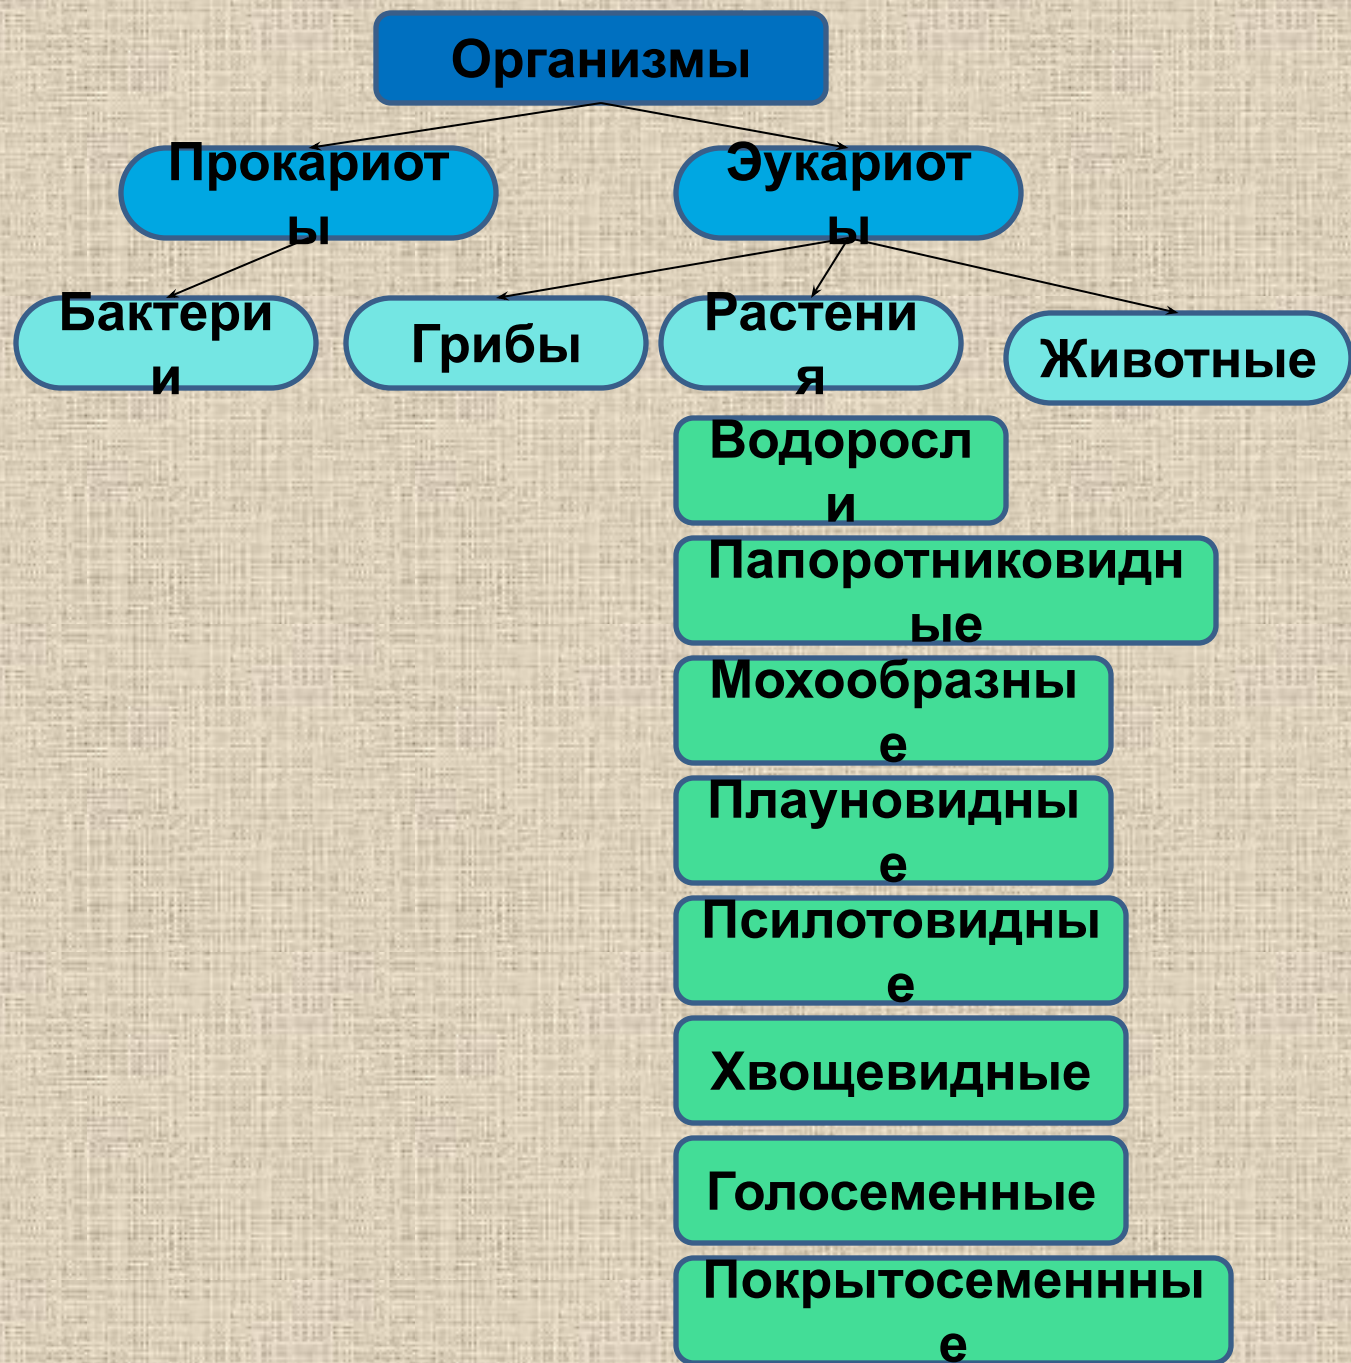 Организмы
Прокариот
ы
Эукариот
ы
Бактери
и
Грибы
Растени
я
Животные
Водоросл
и
Папоротниковидн
ые
Мохообразны
е
Плауновидны
е
Псилотовидны
е
Хвощевидные
Голосеменные
Покрытосеменнны
е